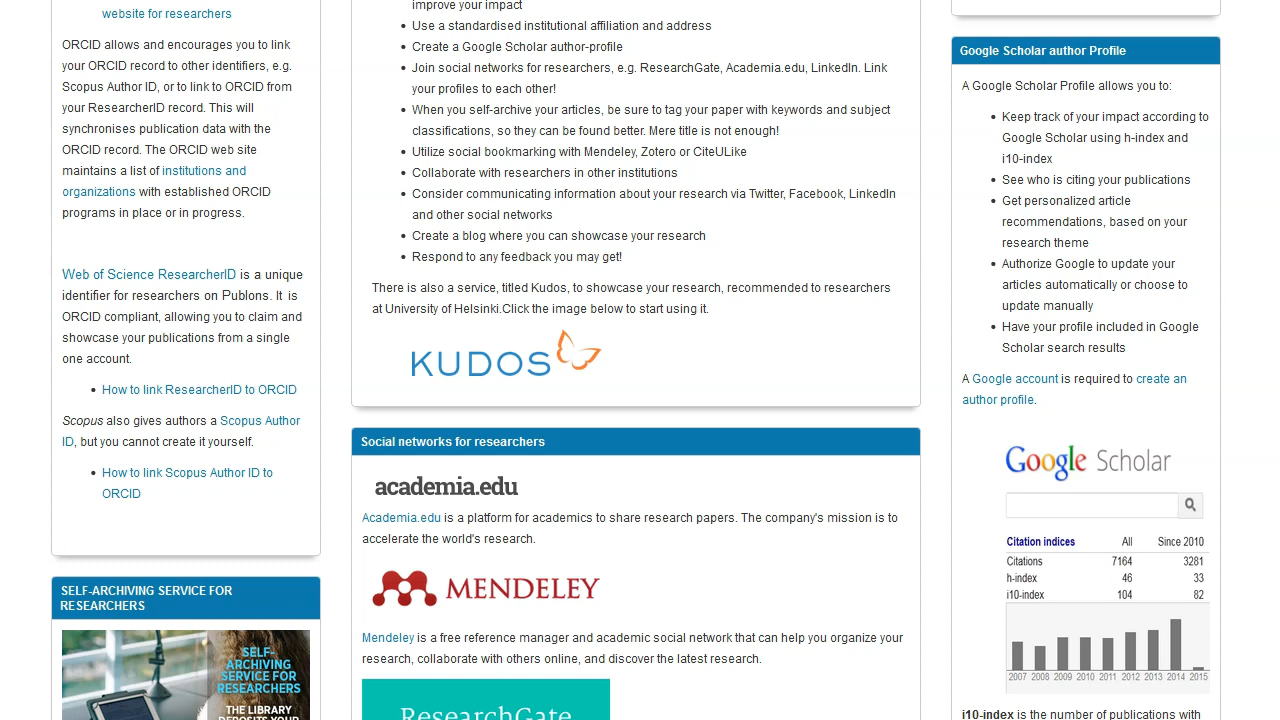 website for researchers
ORCID allows and encourages you to link
your ORCID record to other identifiers, e.g.
Scopus Author ID, or to link to ORCID from
your ResearcherID record. This will
synchronises publication data with the
ORCID record. The ORCID web site
maintains a list of institutions and
organizations with established ORCID
programs in place or in progress.
Web of Science ResearcherID is a unique
identifier for researchers on Publons. It is
ORCID compliant, allowing you to claim and
showcase your publications from a single
one account.
• How to link ResearcherID to ORCID
Scopus also gives authors a Scopus Author
ID, but you cannot create it yourself.
• How to link Scopus Author ID to
ORCID
SELF-ARCHIVING SERVICE FOR
RESEARCHERS
SELF-
ARCHIVING
SERVICE FOR
RESEARCHERS
THE LIBRARY
DEPOSITS YOUR
improve your impact
• Use a standardised institutional affiliation and address
• Create a Google Scholar author-profile
• Join social networks for researchers, e.g. ResearchGate, Academia.edu, LinkedIn. Link
your profiles to each other!
• When you self-archive your articles, be sure to tag your paper with keywords and subject
classifications, so they can be found better. Mere title is not enough!
• Utilize social bookmarking with Mendeley, Zotero or CiteULike
• Collaborate with researchers in other institutions
• Consider communicating information about your research via Twitter, Facebook, LinkedIn
and other social networks
• Create a blog where you can showcase your research
• Respond to any feedback you may get!
There is also a service, titled Kudos, to showcase your research, recommended to researchers
at University of Helsinki.Click the image below to start using it.
KUDOS
Social networks for researchers
academia.edu
Academia.edu is a platform for academics to share research papers. The company's mission is to
accelerate the world's research.
MENDELEY
Mendeley is a free reference manager and academic social network that can help you organize your
research, collaborate with others online, and discover the latest research.
ResearchGate
Google Scholar author Profile
A Google Scholar Profile allows you to:
• Keep track of your impact according to
Google Scholar using h-index and
i10-index
• See who is citing your publications
• Get personalized article
recommendations, based on your
research theme
• Authorize Google to update your
articles automatically or choose to
update manually
• Have your profile included in Google
Scholar search results
A Google account is required to create an
author profile.
Google Scholar
Citation indices All Since 2010
Citations 7164 3281
h-index 46 33
i10-index 104 82
2007 2008 2009 2010 2011 2012 2013 2014 2015
i10-index is the number of publications with